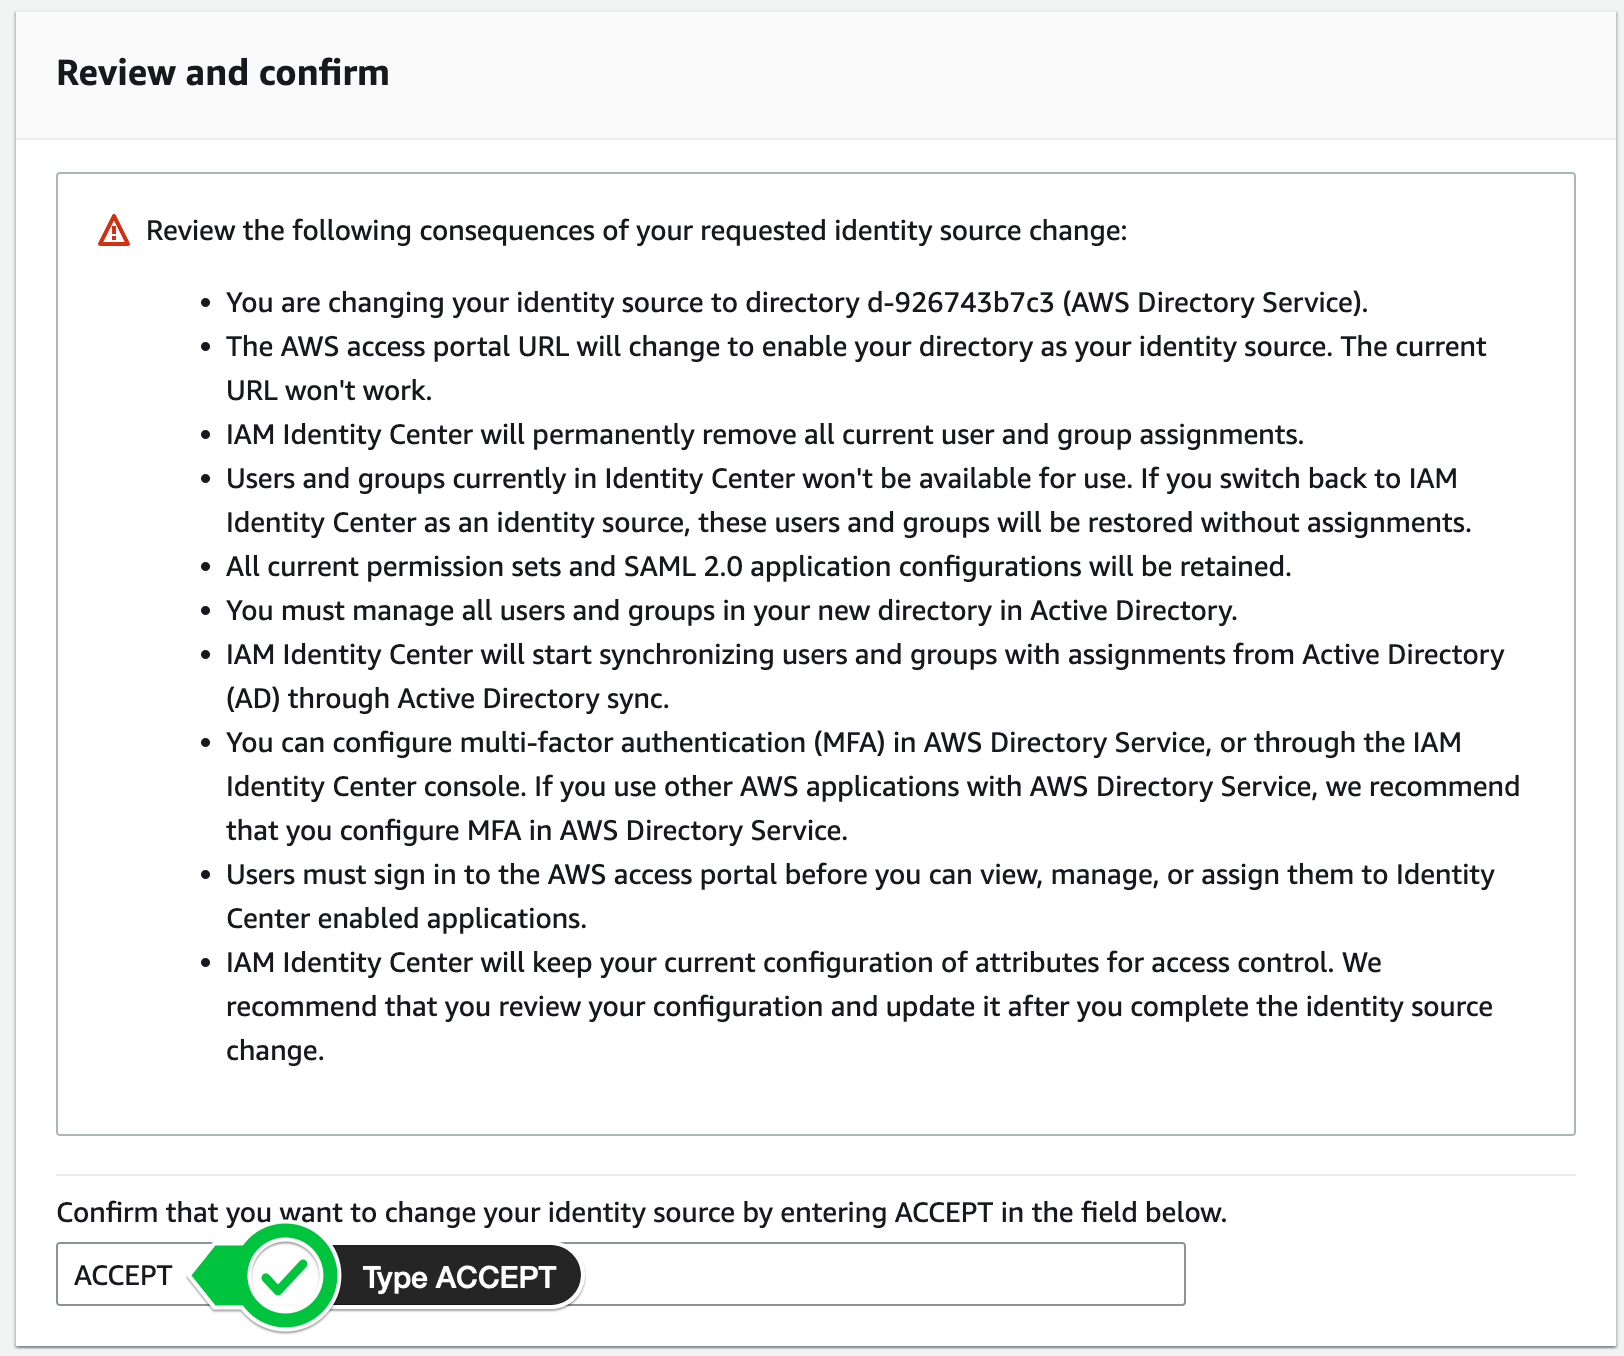 Review and confirm
Review the following consequences of your requested identity source change:
• You are changing your identity source to directory d-926743b7c3 (AWS Directory Service).
• The AWS access portal URL will change to enable your directory as your identity source. The current
URL won't work.
• IAM Identity Center will permanently remove all current user and group assignments.
• Users and groups currently in Identity Center won't be available for use. If you switch back to IAM
Identity Center as an identity source, these users and groups will be restored without assignments.
• All current permission sets and SAML 2.0 application configurations will be retained.
• You must manage all users and groups in your new directory in Active Directory.
• IAM Identity Center will start synchronizing users and groups with assignments from Active Directory
(AD) through Active Directory sync.
• You can configure multi-factor authentication (MFA) in AWS Directory Service, or through the IAM
Identity Center console. If you use other AWS applications with AWS Directory Service, we recommend
that you configure MFA in AWS Directory Service.
• Users must sign in to the AWS access portal before you can view, manage, or assign them to Identity
Center enabled applications.
• IAM Identity Center will keep your current configuration of attributes for access control. We
recommend that you review your configuration and update it after you complete the identity source
change.
Confirm that you want to change your identity source by entering ACCEPT in the field below.
ACCEPT Type ACCEPT